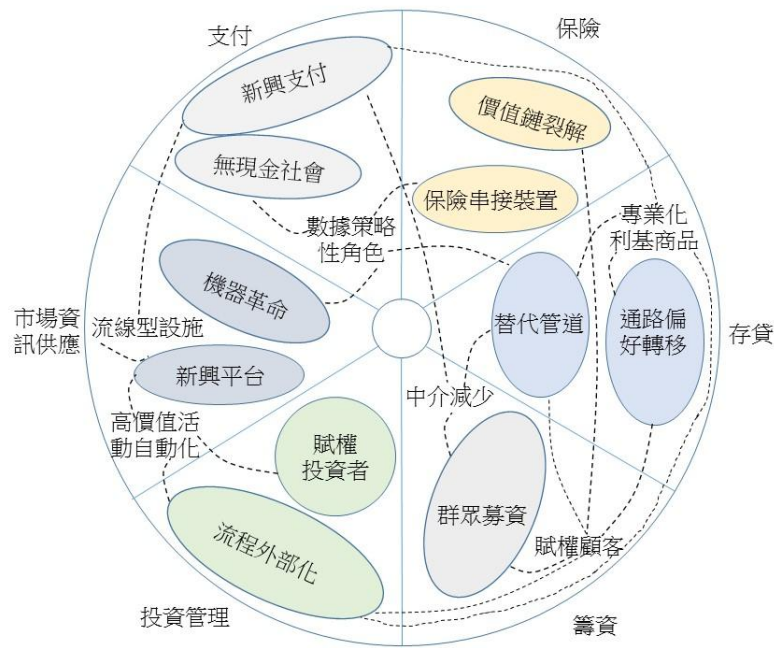 支付
保險
新興支付
價值鏈裂解
無現金社會
保險串接裝置
數據策略
性角色
專業化
利基商品
機器革命
市場資
訊供應
流線型設施
替代管道
通路偏
好轉移
存貸
新興平台
中介減少
高價值活
動自動化
賦權
投資者
群眾募資
賦權顧客
流程外部化
投資管理
籌資